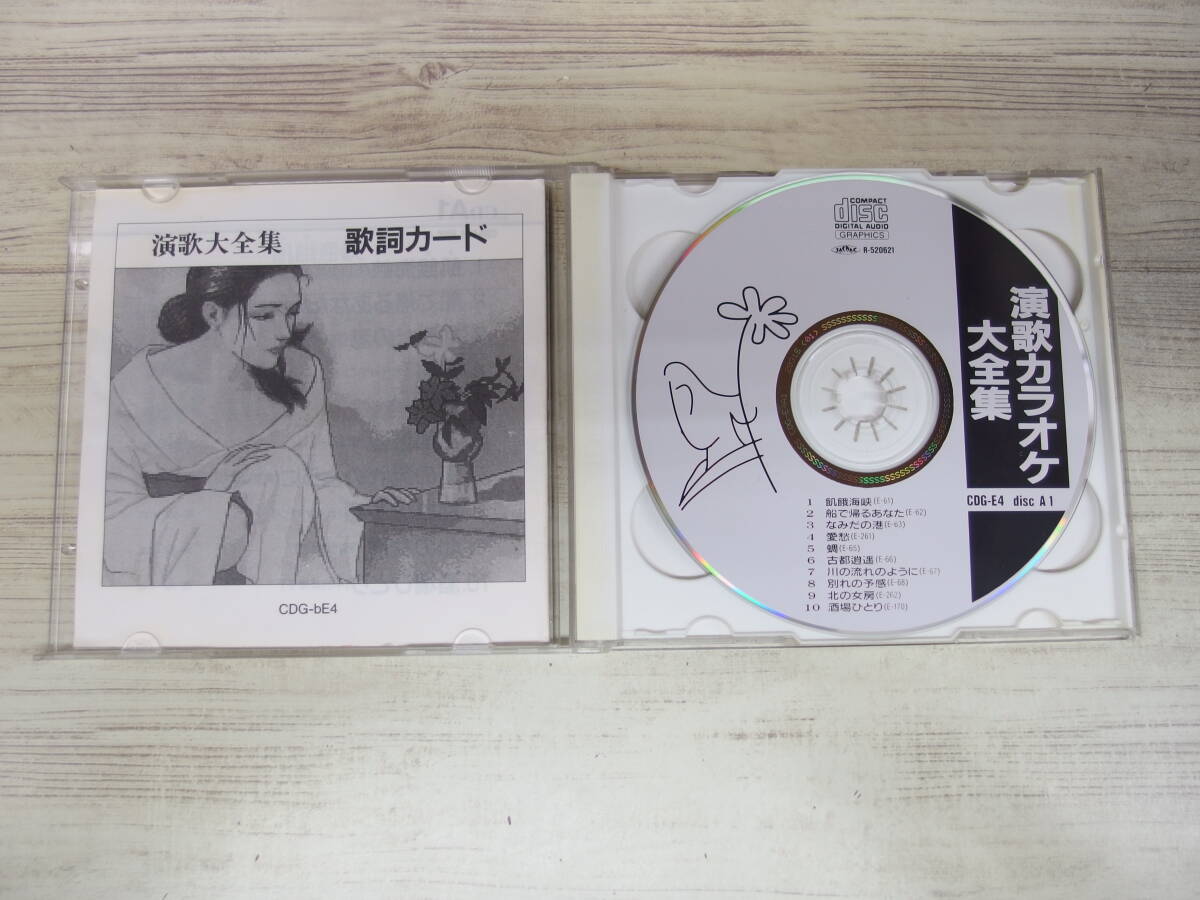 演歌大全集 歌詞カード
CDG-bE4
COMPACT
disc
DIGITAL AUDIO
GRAPHICS
R-520621
演歌カラオケ
大全集
CDG-E4 disc A1
1 飢餓海峡(E-61)
2 船で帰るあなた(E-62)
3 なみだの港(E-63)
4 愛愁(E-261)
5 蜩(E-65)
6 古都逍遥(E-66)
7 川の流れのように(E-67)
8 別れの予感(E-68)
9 北の女房(E-262)
10 酒場ひとり(E-170)